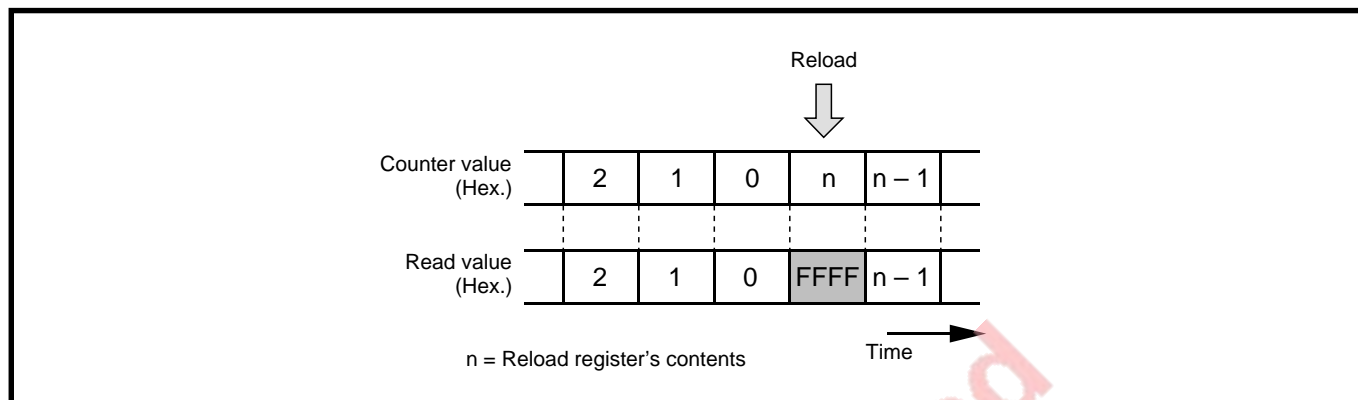 Reload
Counter value
(Hex.)
2 1 0 n n – 1
Read value
(Hex.)
2 1 0 FFFF n – 1
Time
n = Reload register's contents